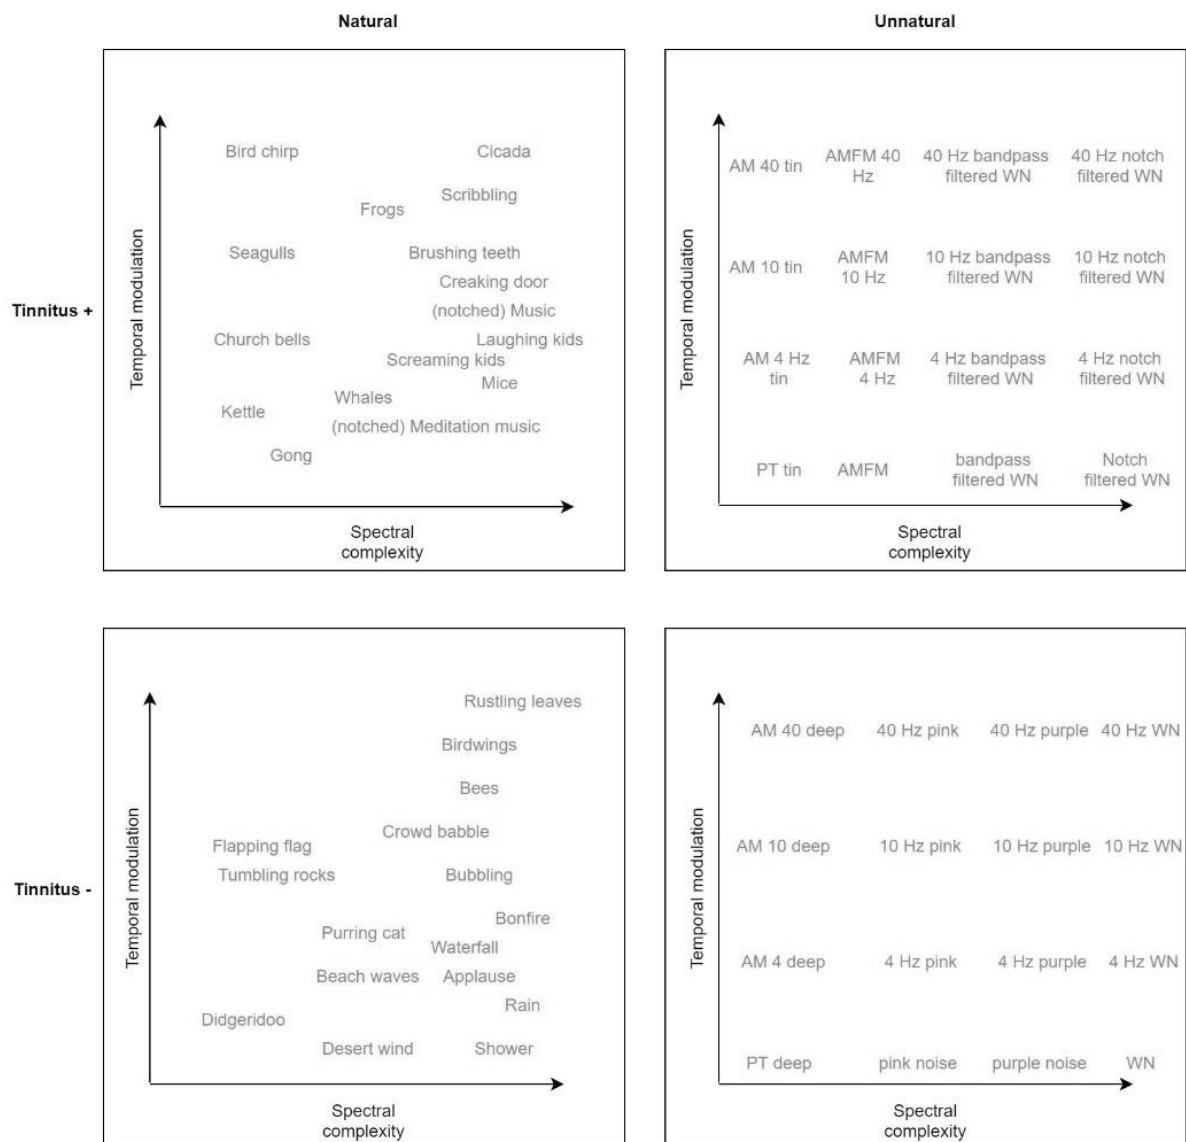 Natural
Unnatural
Tinnitus +
Temporal modulation
Bird chirp
Cicada
Scribbling
Frogs
Seagulls
Brushing teeth
Creaking door
(notched) Music
Church bells
Laughing kids
Screaming kids
Mice
Whales
Kettle
(notched) Meditation music
Gong
Spectral
complexity
Temporal modulation
AM 40 tin
AMFM 40
Hz
40 Hz bandpass
filtered WN
40 Hz notch
filtered WN
AM 10 tin
AMFM
10 Hz
10 Hz bandpass
filtered WN
10 Hz notch
filtered WN
AM 4 Hz
tin
AMFM
4 Hz
4 Hz bandpass
filtered WN
4 Hz notch
filtered WN
PT tin
AMFM
bandpass
filtered WN
Notch
filtered WN
Spectral
complexity
Tinnitus -
Temporal modulation
Rustling leaves
Birdwings
Bees
Crowd babble
Flapping flag
Tumbling rocks
Bubbling
Bonfire
Purring cat
Waterfall
Beach waves
Applause
Rain
Didgeridoo
Desert wind
Shower
Spectral
complexity
Temporal modulation
AM 40 deep
40 Hz pink
40 Hz purple
40 Hz WN
AM 10 deep
10 Hz pink
10 Hz purple
10 Hz WN
AM 4 deep
4 Hz pink
4 Hz purple
4 Hz WN
PT deep
pink noise
purple noise
WN
Spectral
complexity